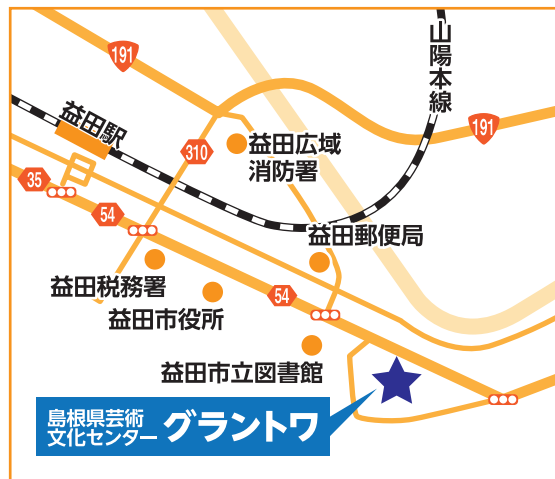 191
山陽本線
益田駅
191
310
益田広域
消防署
35
54
益田郵便局
益田税務署
54
益田市役所
益田市立図書館
島根県芸術
文化センター グラントワ